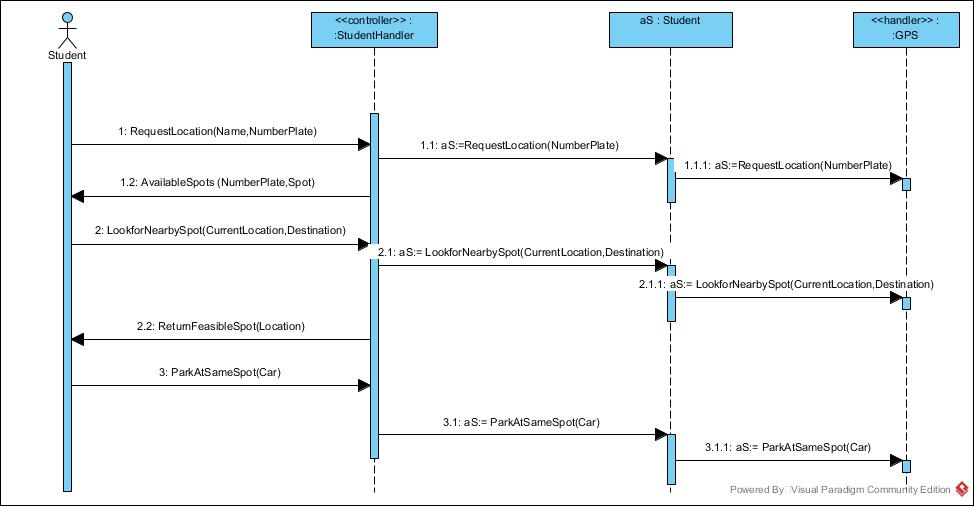 <<controller>> :
:StudentHandler
aS : Student
<<handler>> :
:GPS
Student
1: RequestLocation(Name,NumberPlate)
1.1: aS:=RequestLocation(NumberPlate)
1.1.1: aS:=RequestLocation(NumberPlate)
1.2: AvailableSpots (NumberPlate,Spot)
2: LookforNearbySpot(CurrentLocation,Destination)
2.1: aS:= LookforNearbySpot(CurrentLocation,Destination)
2.1.1: aS:= LookforNearbySpot(CurrentLocation,Destination)
2.2: ReturnFeasibleSpot(Location)
3: ParkAtSameSpot(Car)
3.1: aS:= ParkAtSameSpot(Car)
3.1.1: aS:= ParkAtSameSpot(Car)
Powered By Visual Paradigm Community Edition